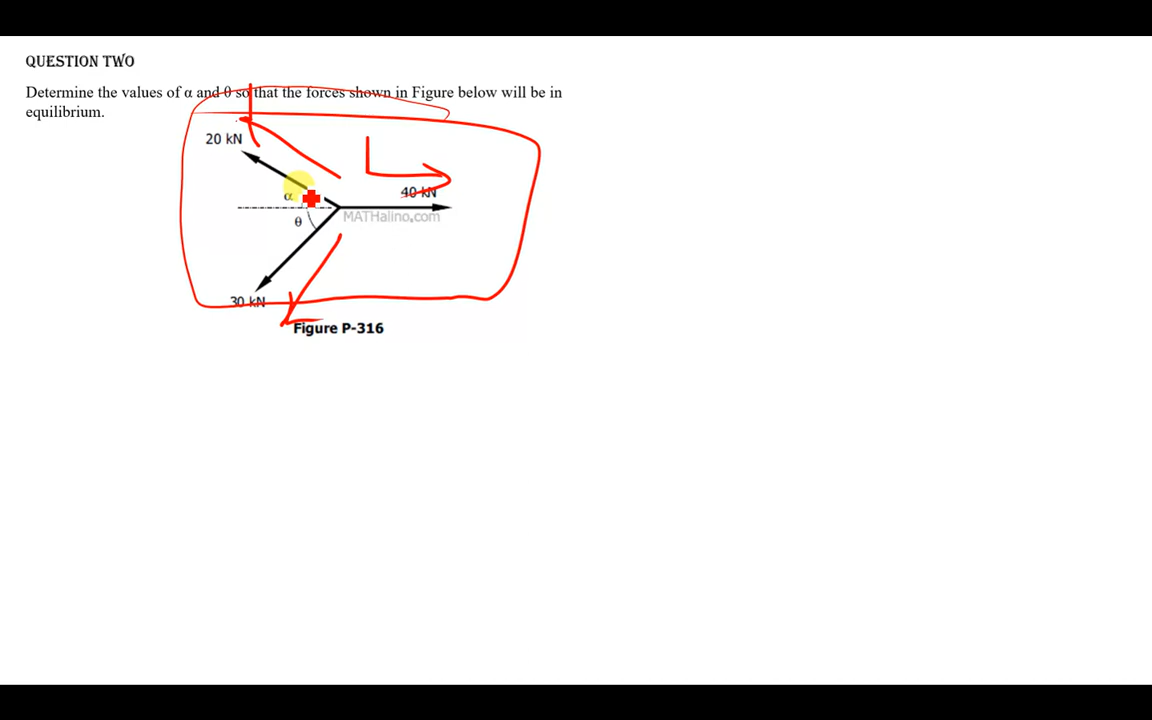 QUESTION TWO
Determine the values of α and θ so that the forces shown in Figure below will be in
equilibrium.
20 kN
40 kN
α
MATHalino.com
θ
30 kN
Figure P-316